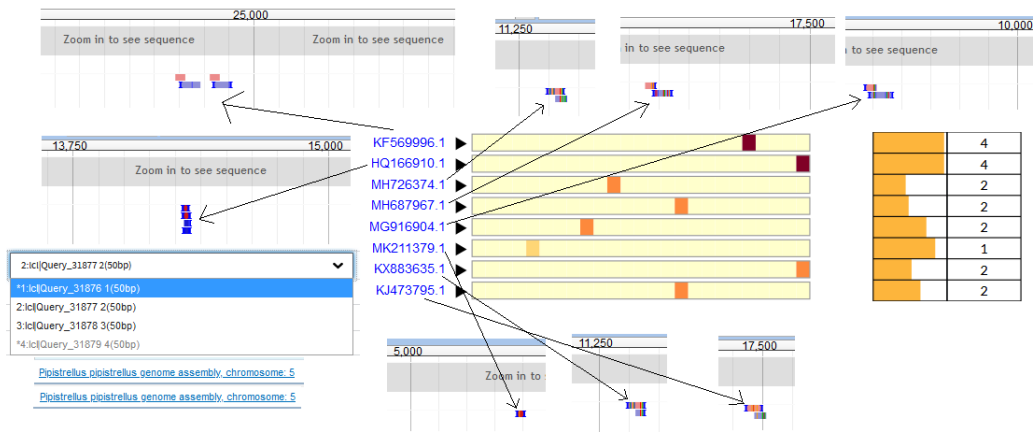 25,000
Zoom in to see sequence
Zoom in to see sequence
11,250
17,500
in to see sequence
10,000
Zoom in to see sequence
13,750
15,000
Zoom in to see sequence
KF569996.1
HQ166910.1
MH726374.1
MH687967.1
MG916904.1
MK211379.1
KX883635.1
KJ473795.1
4
4
2
2
2
1
2
2
2:lcl|Query_31877 2(50bp)
*1:lcl|Query_31876 1(50bp)
2:lcl|Query_31877 2(50bp)
3:lcl|Query_31878 3(50bp)
*4:lcl|Query_31879 4(50bp)
Pipistrellus pipistrellus genome assembly, chromosome: 5
Pipistrellus pipistrellus genome assembly, chromosome: 5
5,000
Zoom in to
11,250
17,500